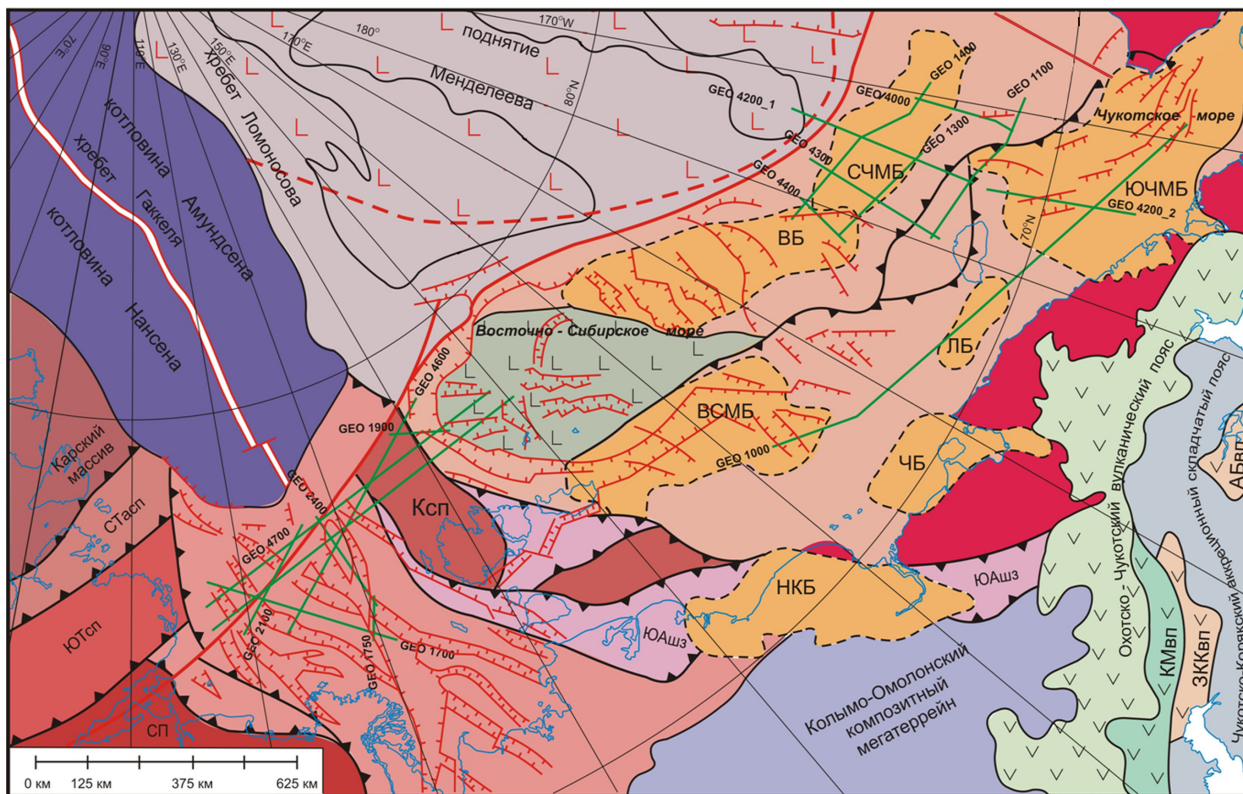 70°E
90°E
110°E
130°E
150°E
170°E
180°
170°W
80°N
70°N
поднятие
Менделеева
хребет Ломоносова
котловина Амундсена
хребет Гаккеля
котловина Нансена
GEO 4200_1
GEO 4000
GEO 1400
GEO 1100
GEO 1300
GEO 4300
GEO 4400
СЧМБ
Чукотское море
ЮЧМБ
GEO 4200_2
ВБ
Восточно - Сибирское море
ЛБ
GEO 4600
GEO 1900
ВСМБ
GEO 1000
ЧБ
Карский
массив
СТасп
ЮТсп
СП
GEO 2400
GEO 4700
GEO 2100
GEO 1750
GEO 1700
Ксп
ЮАшз
НКБ
ЮАшз
Колымо-Омолонский
композитный
мегатеррейн
Охотско - Чукотский вулканический пояс
КМвп
ЗККвп
АБвп
Чукотско-Корякский аккреционный складчатый пояс
0 км 125 км 375 км 625 км